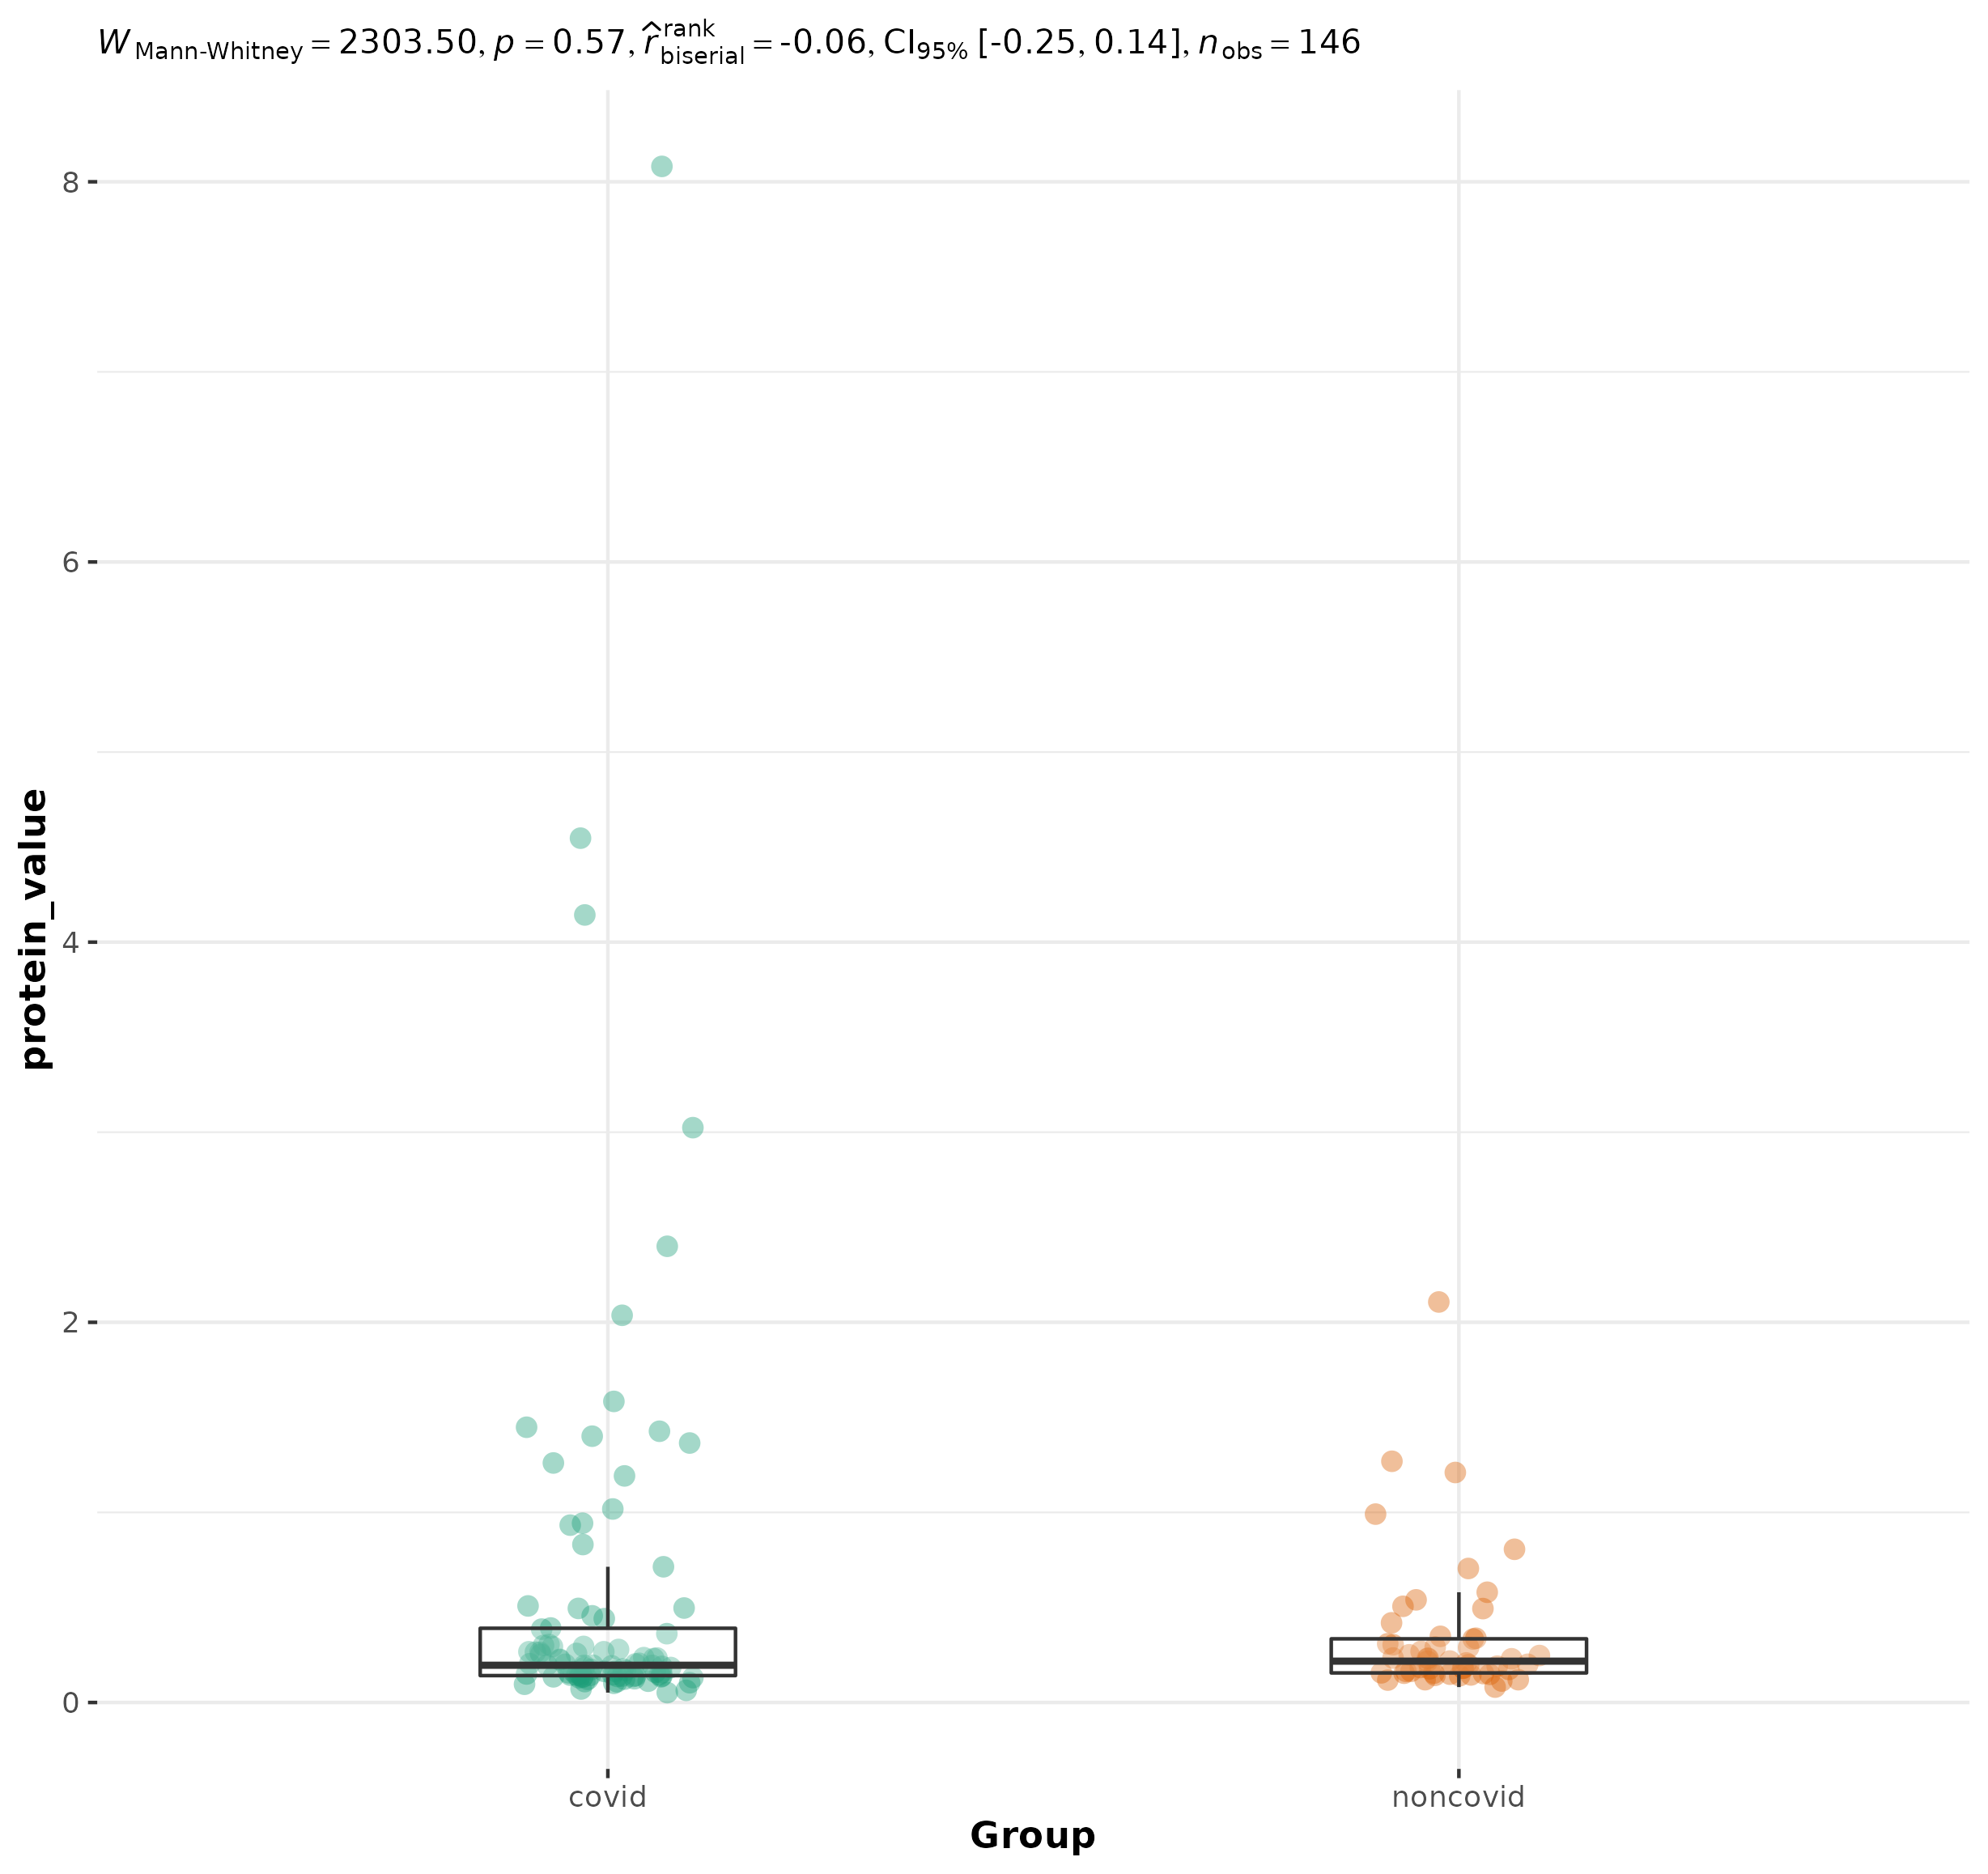 W Mann-Whitney = 2303.50, p = 0.57, r̂ rank biserial = -0.06, CI95% [-0.25, 0.14], nobs = 146
8
6
4
2
0
protein_value
covid noncovid
Group